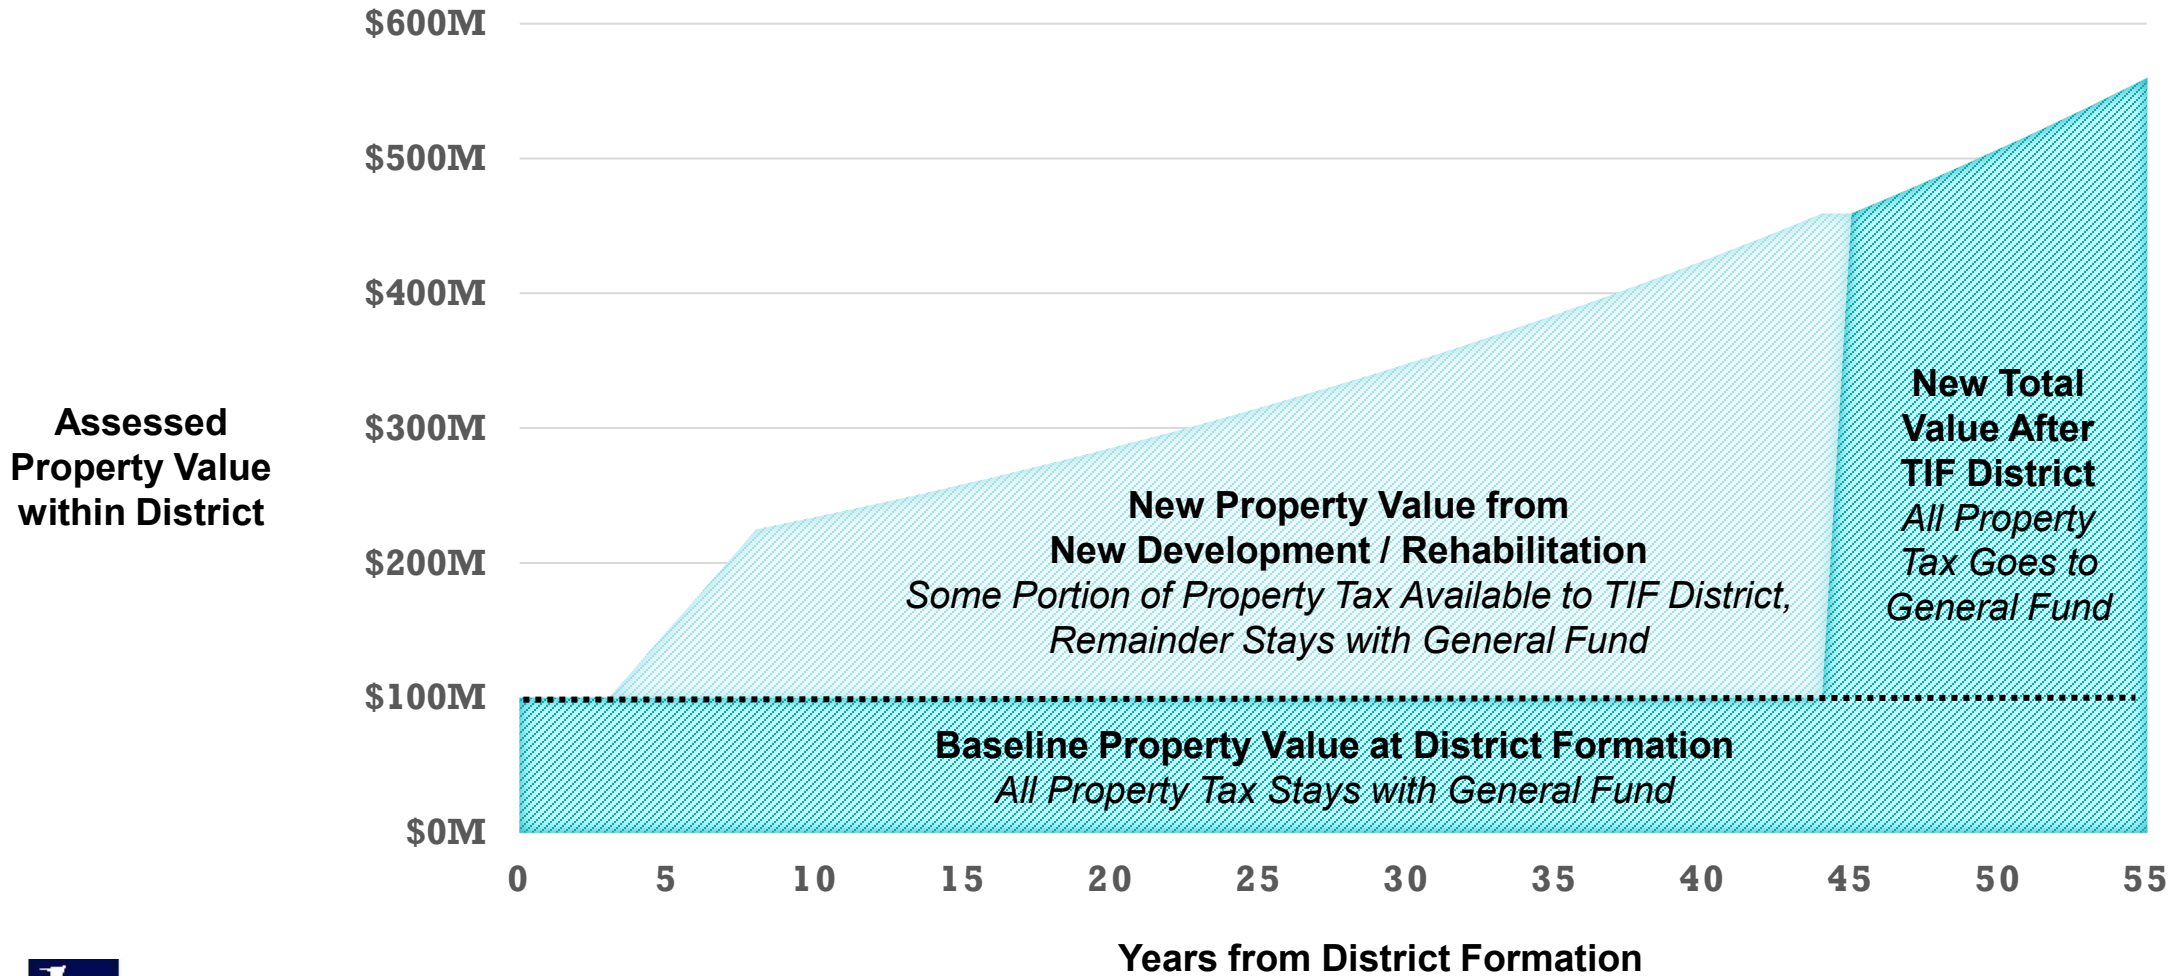 $600M
$500M
$400M
$300M
$200M
$100M
$0M
Assessed
Property Value
within District
New Property Value from
New Development / Rehabilitation
Some Portion of Property Tax Available to TIF District,
Remainder Stays with General Fund
New Total
Value After
TIF District
All Property
Tax Goes to
General Fund
Baseline Property Value at District Formation
All Property Tax Stays with General Fund
0 5 10 15 20 25 30 35 40 45 50 55
Years from District Formation